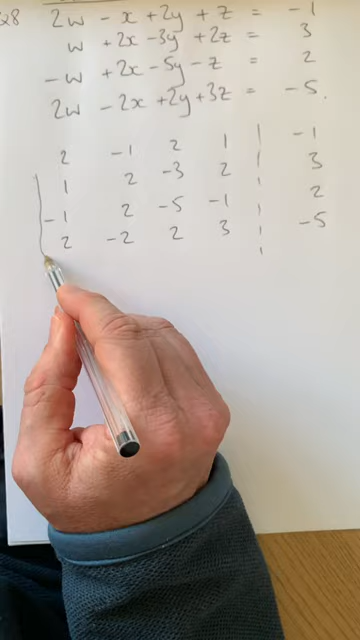 28 2w - x + 2y + z = -1
w + 2x - 3y + 2z = 3
-w + 2x - 5y - z = 2
2w - 2x + 2y + 3z = -5.
2 -1 2 1 | -1
1 2 -3 2 | 3
-1 2 -5 -1 | 2
2 -2 2 3 | -5